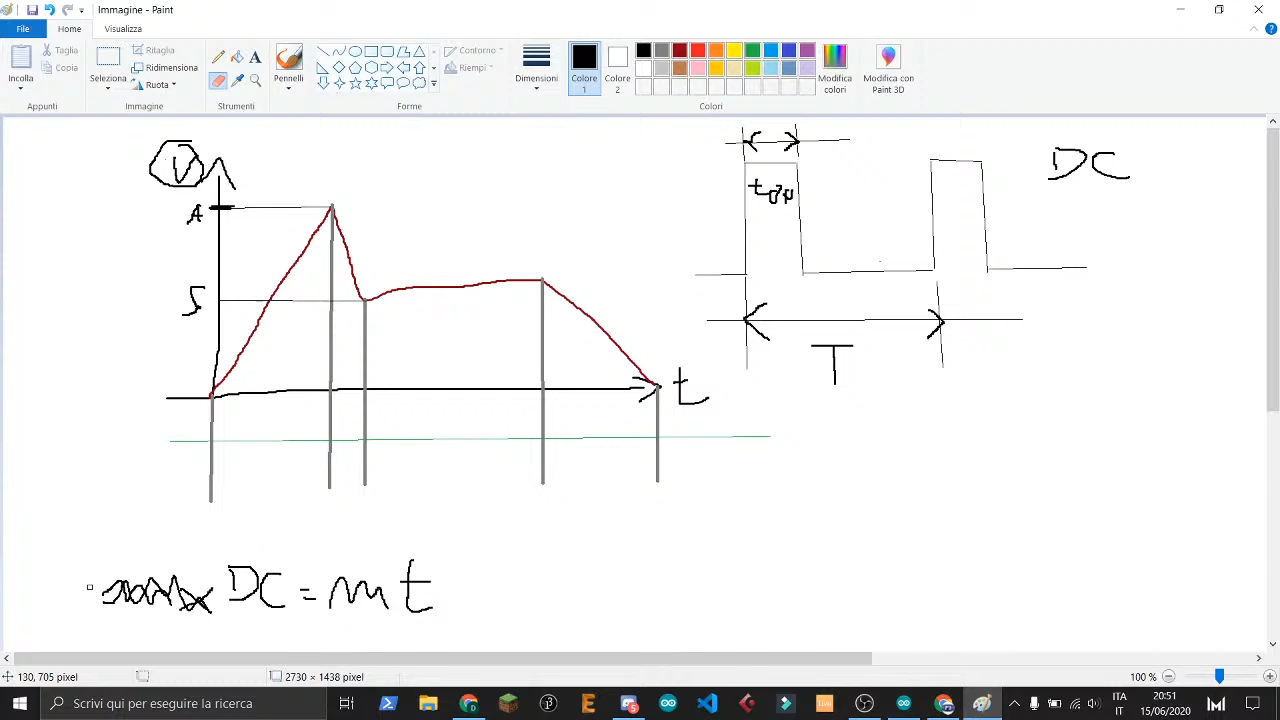 Immagine - Paint
File Home Visualizza
Incolla
Taglia
Copia
Appunti
Seleziona
Ritaglia
Ridimensiona
Ruota
Immagine
Strumenti
Pennelli
Contorno
Riempi
Forme
Dimensioni
Colore 1
Colore 2
Modifica colori
Colori
Modifica con Paint 3D
V
A
S
t
ton
T
DC
DC = mt
130, 705 pixel
2730 × 1438 pixel
100 %
Scrivi qui per eseguire la ricerca
ITA
IT
20:51
15/06/2020